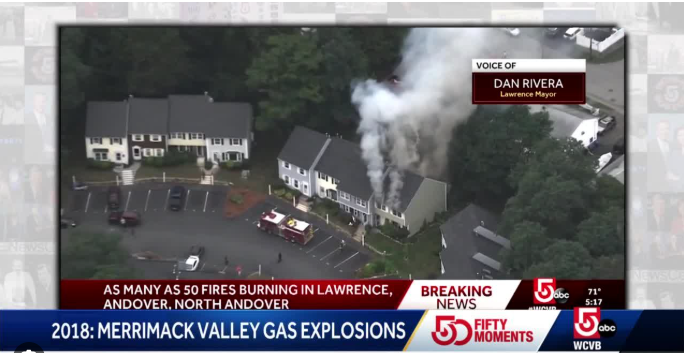 VOICE OF
DAN RIVERA
Lawrence Mayor
AS MANY AS 50 FIRES BURNING IN LAWRENCE,
ANDOVER, NORTH ANDOVER
BREAKING
NEWS
5 abc
71°
5:17
2018: MERRIMACK VALLEY GAS EXPLOSIONS
50 FIFTY
MOMENTS
5 abc
WCVB